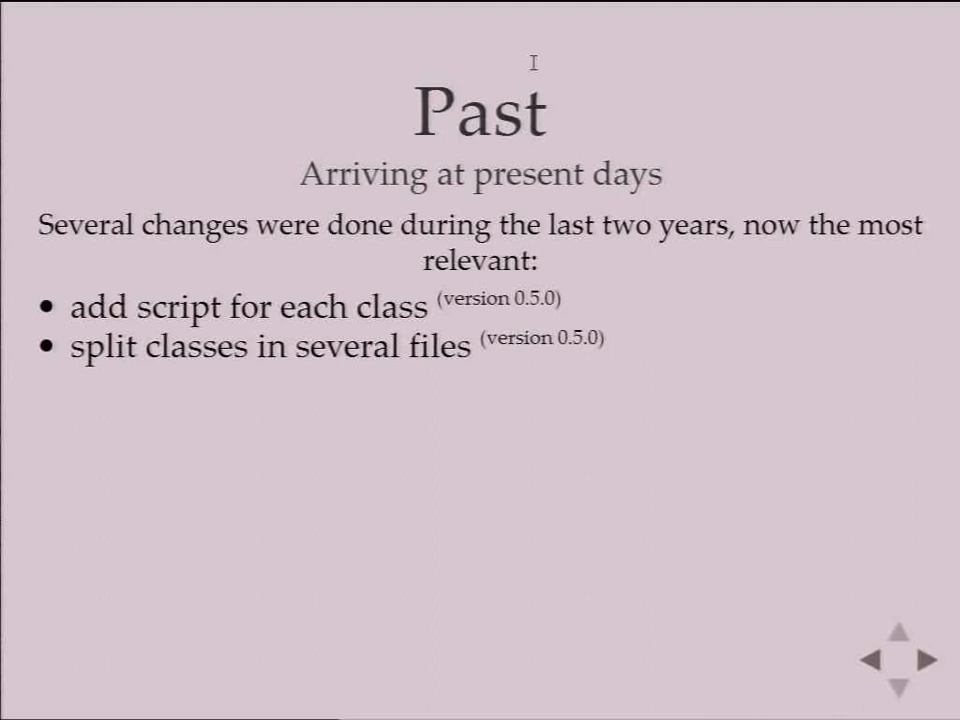 Past
Arriving at present days
Several changes were done during the last two years, now the most
relevant:
• add script for each class (version 0.5.0)
• split classes in several files (version 0.5.0)